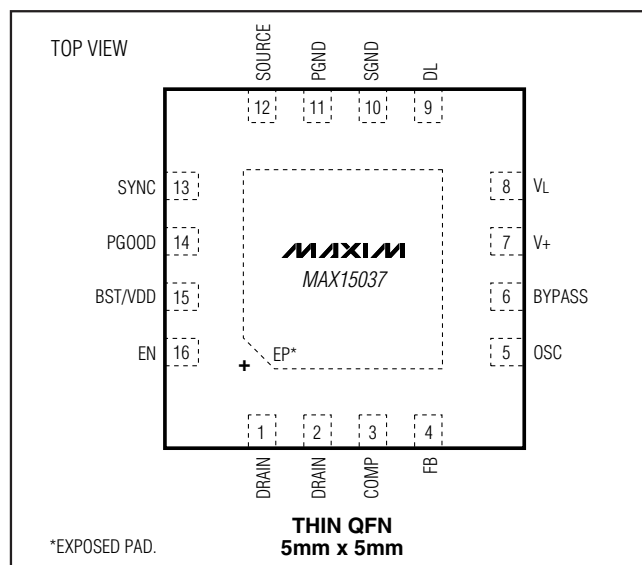 TOP VIEW
SOURCE
PGND
SGND
DL
12
11
10
9
SYNC 13
8 VL
PGOOD 14
7 V+
BST/VDD 15
6 BYPASS
EN 16
5 OSC
MAXIM
MAX15037
+
EP*
1
2
3
4
DRAIN
DRAIN
COMP
FB
THIN QFN
5mm x 5mm
*EXPOSED PAD.